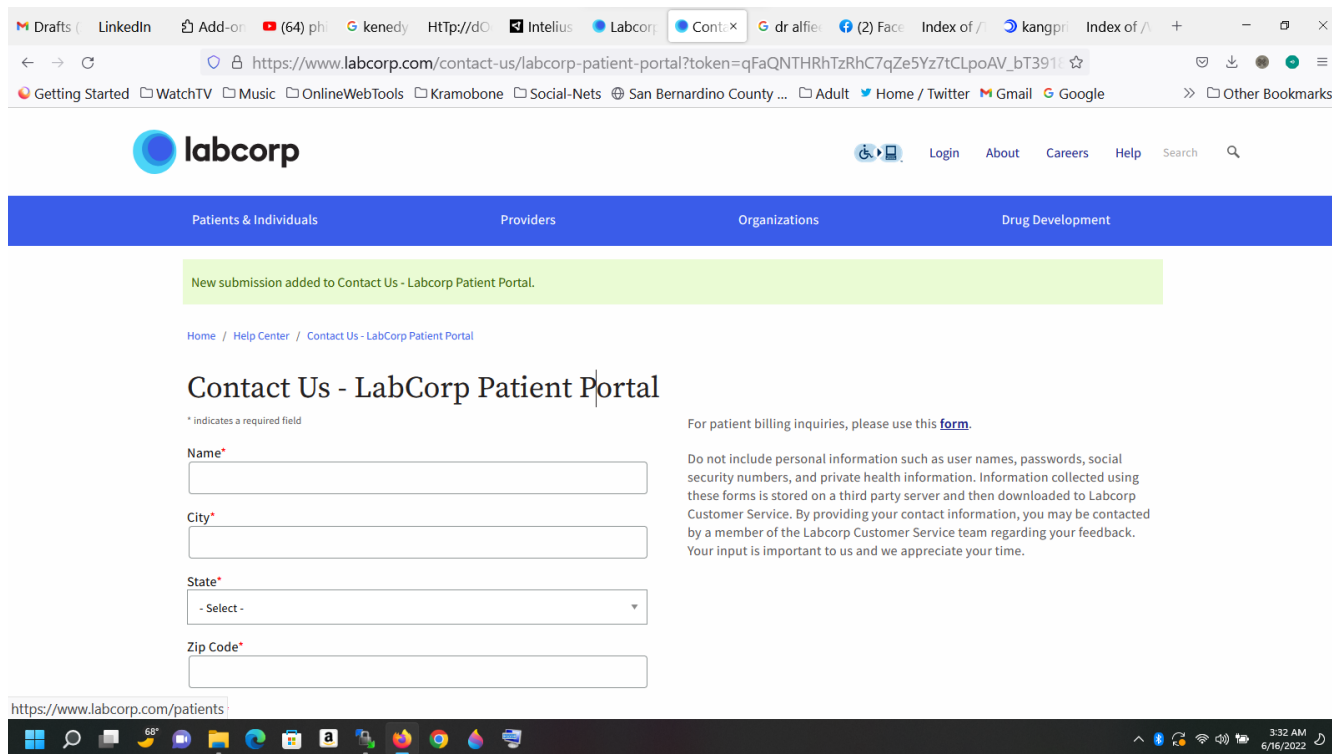 Drafts ( LinkedIn Add-on (64) phi kenedy HtTp://dO Intelius Labcorp Conta × dr alfied (2) Face Index of /T kangpri Index of /\ +
https://www.labcorp.com/contact-us/labcorp-patient-portal?token=qFaQNTHRhTzRhC7qZe5Yz7tCLpoAV_bT3918
Getting Started WatchTV Music OnlineWebTools Kramobone Social-Nets San Bernardino County ... Adult Home / Twitter Gmail Google Other Bookmarks
labcorp
Login About Careers Help Search
Patients & Individuals Providers Organizations Drug Development
New submission added to Contact Us - Labcorp Patient Portal.
Home / Help Center / Contact Us - LabCorp Patient Portal
Contact Us - LabCorp Patient Portal
* indicates a required field
Name*
City*
State*
- Select -
Zip Code*
For patient billing inquiries, please use this form.
Do not include personal information such as user names, passwords, social
security numbers, and private health information. Information collected using
these forms is stored on a third party server and then downloaded to Labcorp
Customer Service. By providing your contact information, you may be contacted
by a member of the Labcorp Customer Service team regarding your feedback.
Your input is important to us and we appreciate your time.
https://www.labcorp.com/patients
68°
3:32 AM
6/16/2022